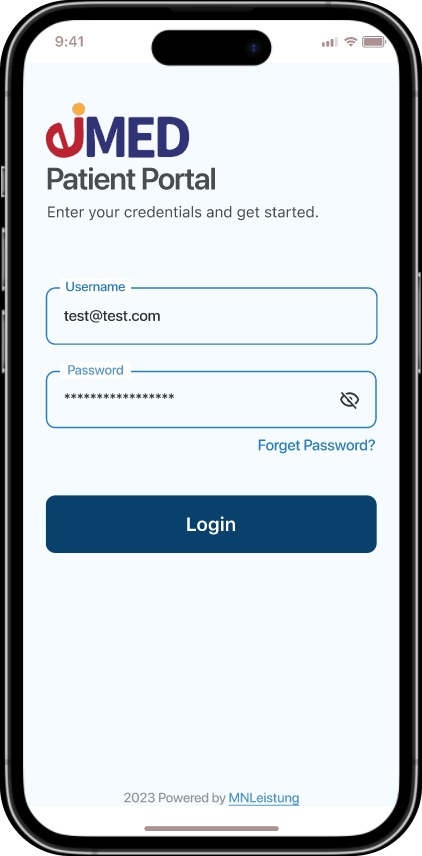 9:41
eiMED
Patient Portal
Enter your credentials and get started.
Username
test@test.com
Password
*****************
Forget Password?
Login
2023 Powered by MNLeistung